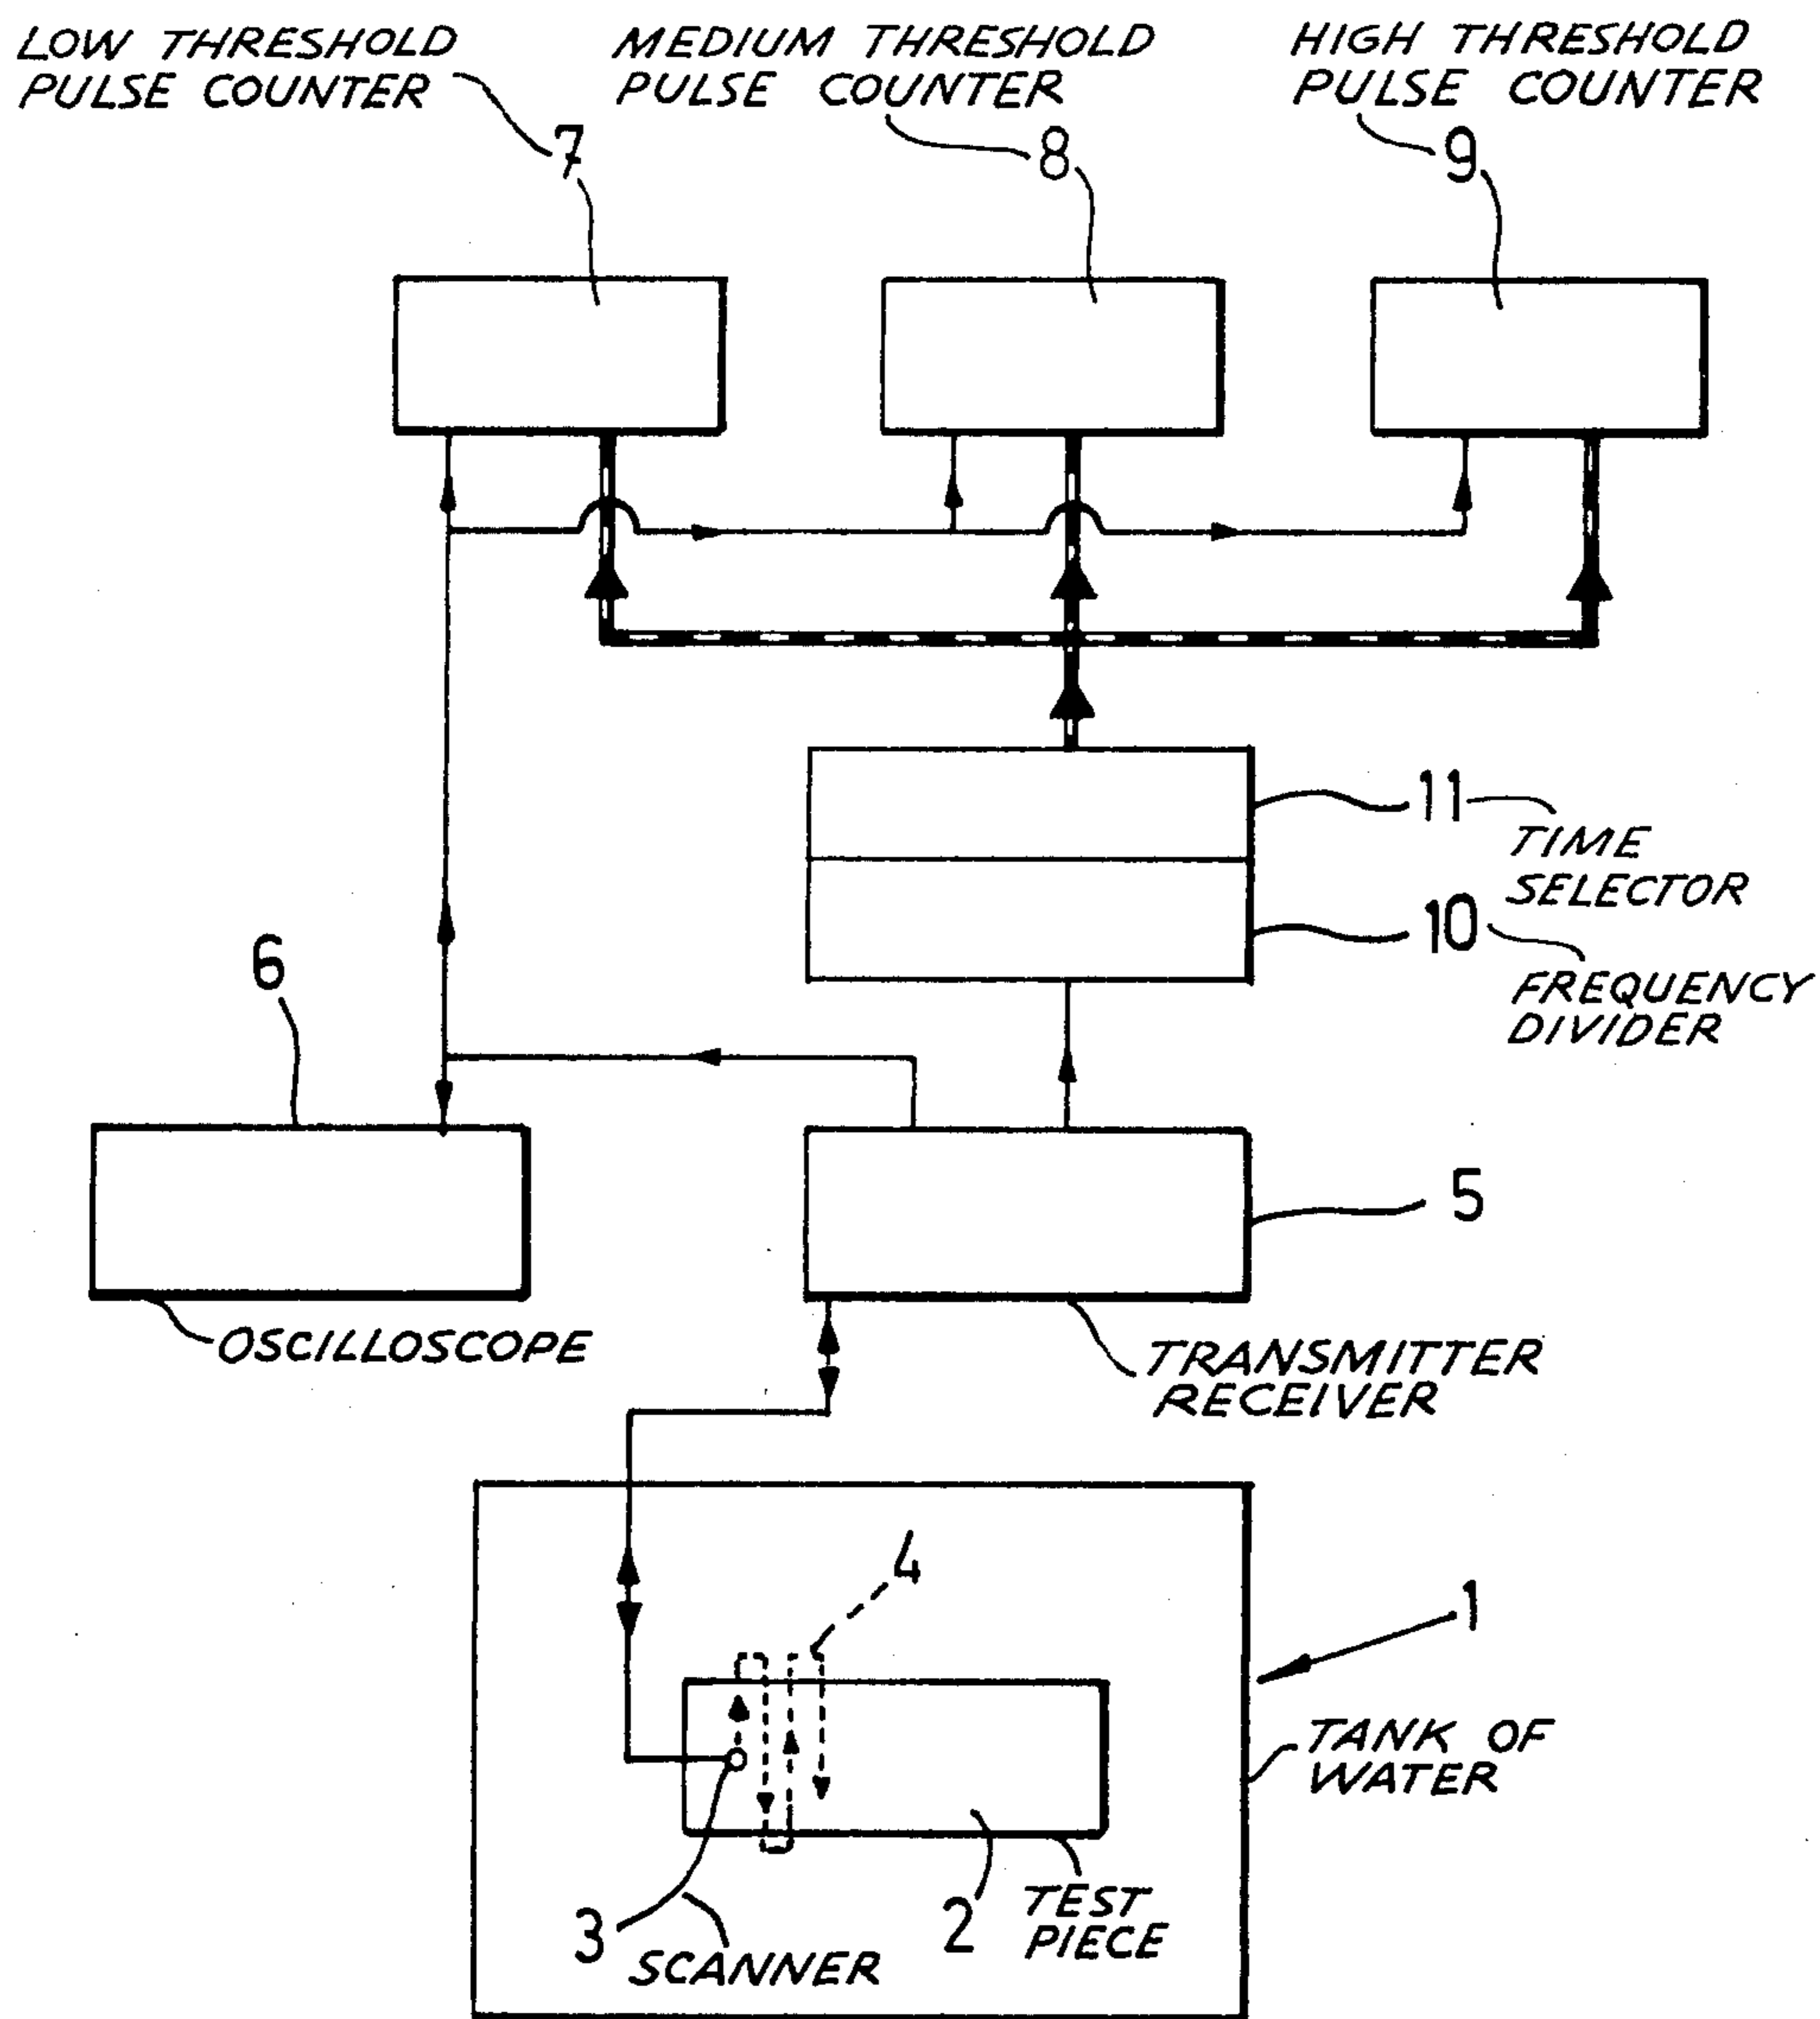 LOW THRESHOLD
PULSE COUNTER
MEDIUM THRESHOLD
PULSE COUNTER
HIGH THRESHOLD
PULSE COUNTER
7
8
9
11
TIME
SELECTOR
10
FREQUENCY
DIVIDER
6
5
OSCILLOSCOPE
TRANSMITTER
RECEIVER
4
1
TANK OF
WATER
3
SCANNER
2
TEST
PIECE